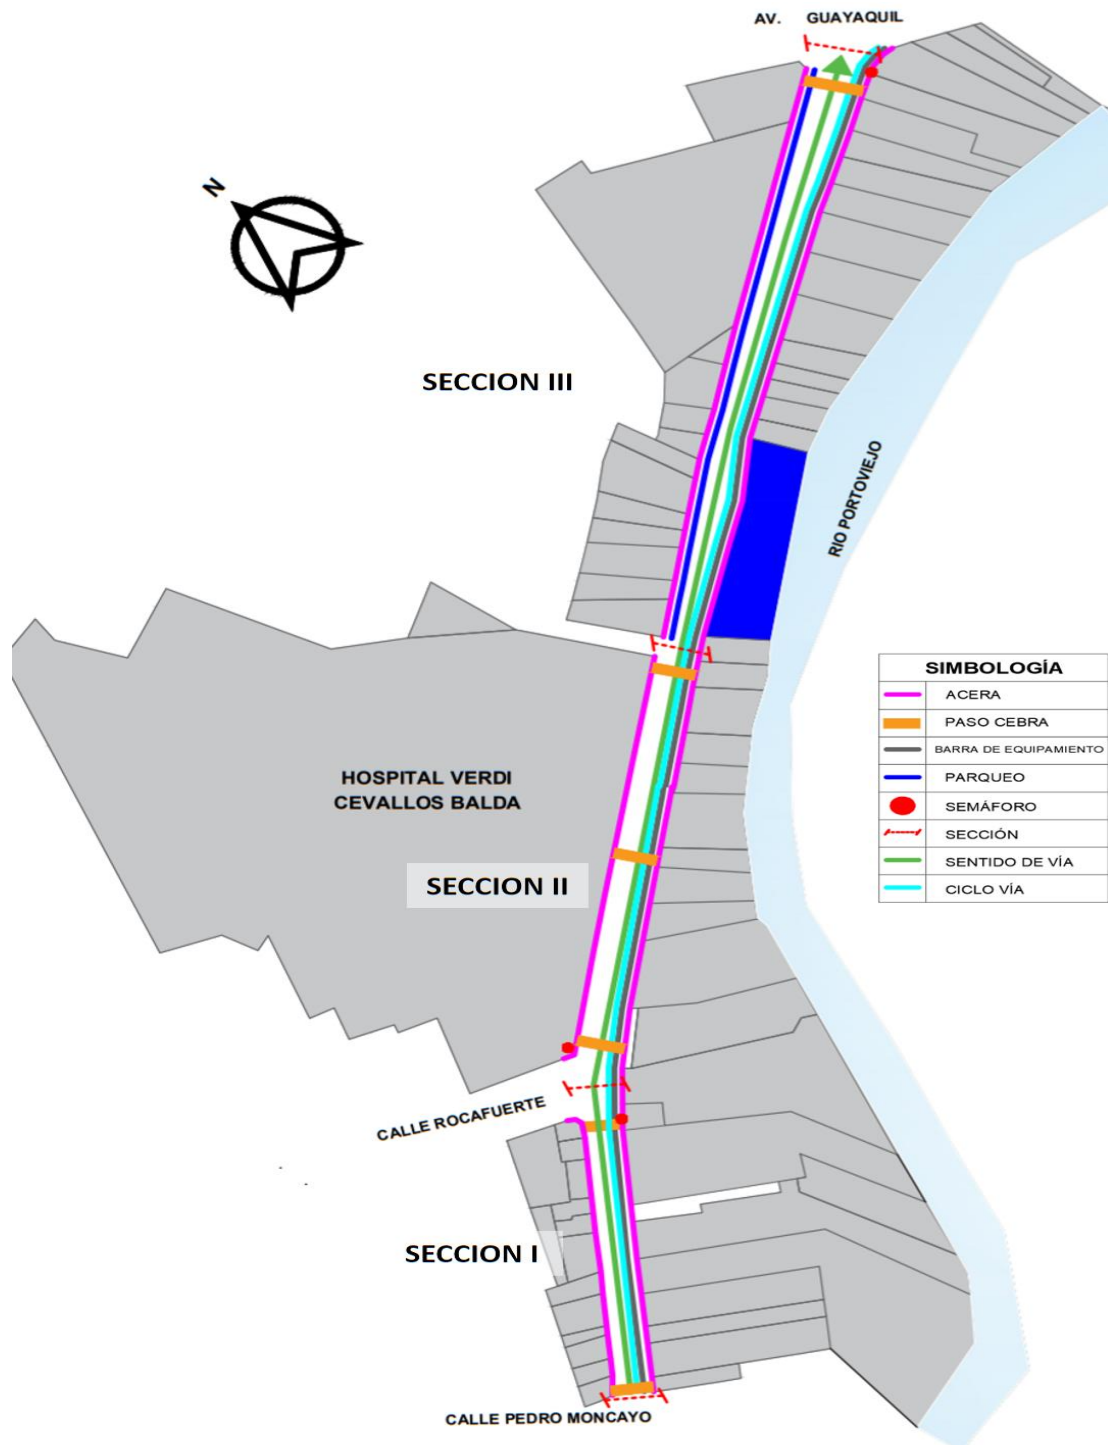 AV. GUAYAQUIL
N
SECCION III
RIO PORTOVIEJO
SIMBOLOGÍA
ACERA
PASO CEBRA
BARRA DE EQUIPAMIENTO
PARQUEO
SEMÁFORO
SECCIÓN
SENTIDO DE VÍA
CICLO VÍA
HOSPITAL VERDI
CEVALLOS BALDA
SECCION II
CALLE ROCAFUERTE
SECCION I
CALLE PEDRO MONCAYO